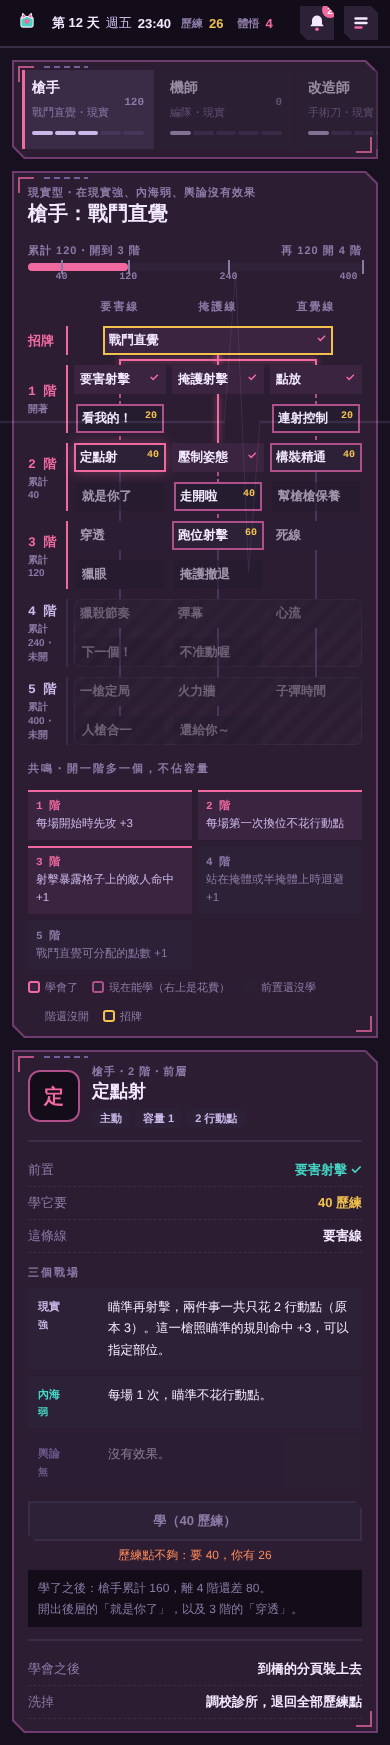 第 12 天 週五 23:40 歷練 26 體悟 4
槍手 機師 改造師
120 0
戰鬥直覺・現實 編隊・現實 手術刀・現實
現實型・在現實強、內海弱、輿論沒有效果
槍手：戰鬥直覺
累計 120・開到 3 階 再 120 開 4 階
40 120 240 400
要害線 掩護線 直覺線
招牌 戰鬥直覺
1 階 要害射擊 掩護射擊 點放
開著 看我的！ 20 連射控制 20
2 階 定點射 40 壓制姿態 構裝精通 40
累計
40 就是你了 走開啦 40 幫槍槍保養
3 階 穿透 跑位射擊 60 死線
累計
120 獵眼 掩護撤退
4 階 獵殺節奏 彈幕 心流
累計
240・
未開 下一個！ 不准動喔
5 階 一槍定局 火力牆 子彈時間
累計
400・
未開 人槍合一 還給你～
共鳴・開一階多一個，不佔容量
1 階
每場開始時先攻 +3
2 階
每場第一次換位不花行動點
3 階
射擊暴露格子上的敵人命中
+1
4 階
站在掩體或半掩體上時迴避
+1
5 階
戰鬥直覺可分配的點數 +1
學會了 現在能學（右上是花費） 前置還沒學
階還沒開 招牌
定
槍手・2 階・前層
定點射
主動 容量 1 2 行動點
前置 要害射擊
學它要 40 歷練
這條線 要害線
三個戰場
現實
強
瞄準再射擊，兩件事一共只花 2 行動點（原
本 3）。這一槍照瞄準的規則命中 +3，可以
指定部位。
內海
弱
每場 1 次，瞄準不花行動點。
輿論
無
沒有效果。
學（40 歷練）
歷練點不夠：要 40，你有 26
學了之後：槍手累計 160，離 4 階還差 80。
開出後層的「就是你了」，以及 3 階的「穿透」。
學會之後 到橋的分頁裝上去
洗掉 調校診所，退回全部歷練點